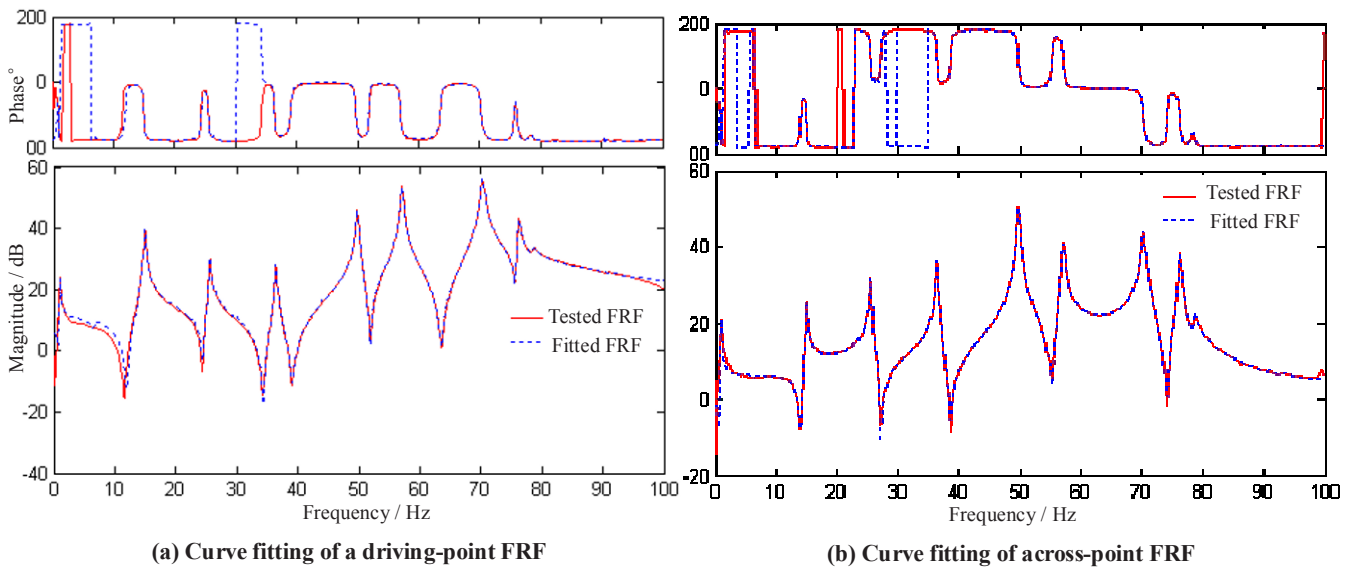 200
0
00
Phase°
60
40
20
0
-20
-40
Magnitude / dB
Tested FRF
Fitted FRF
0 10 20 30 40 50 60 70 80 90 100
Frequency / Hz
(a) Curve fitting of a driving-point FRF
200
0
00
60
40
20
0
-20
Tested FRF
Fitted FRF
0 10 20 30 40 50 60 70 80 90 100
Frequency / Hz
(b) Curve fitting of across-point FRF